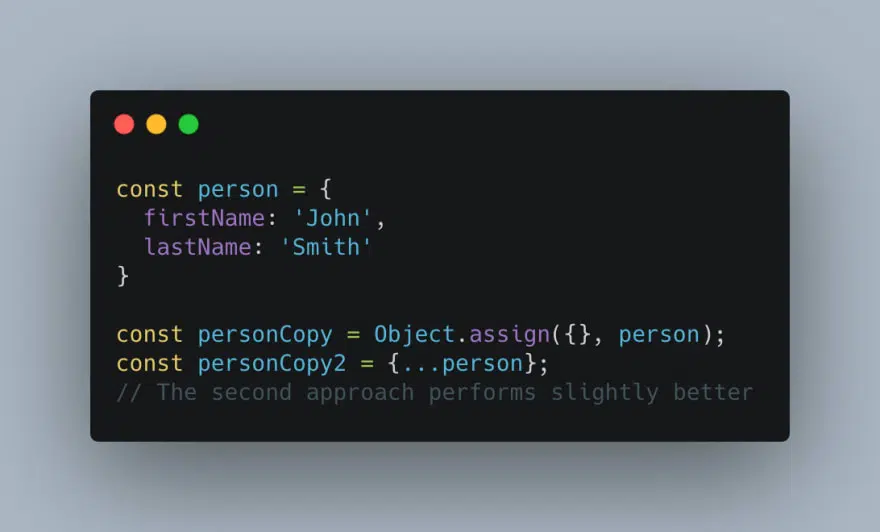 const person = {
  firstName: 'John',
  lastName: 'Smith'
}
const personCopy = Object.assign({}, person);
const personCopy2 = {...person};
// The second approach performs slightly better